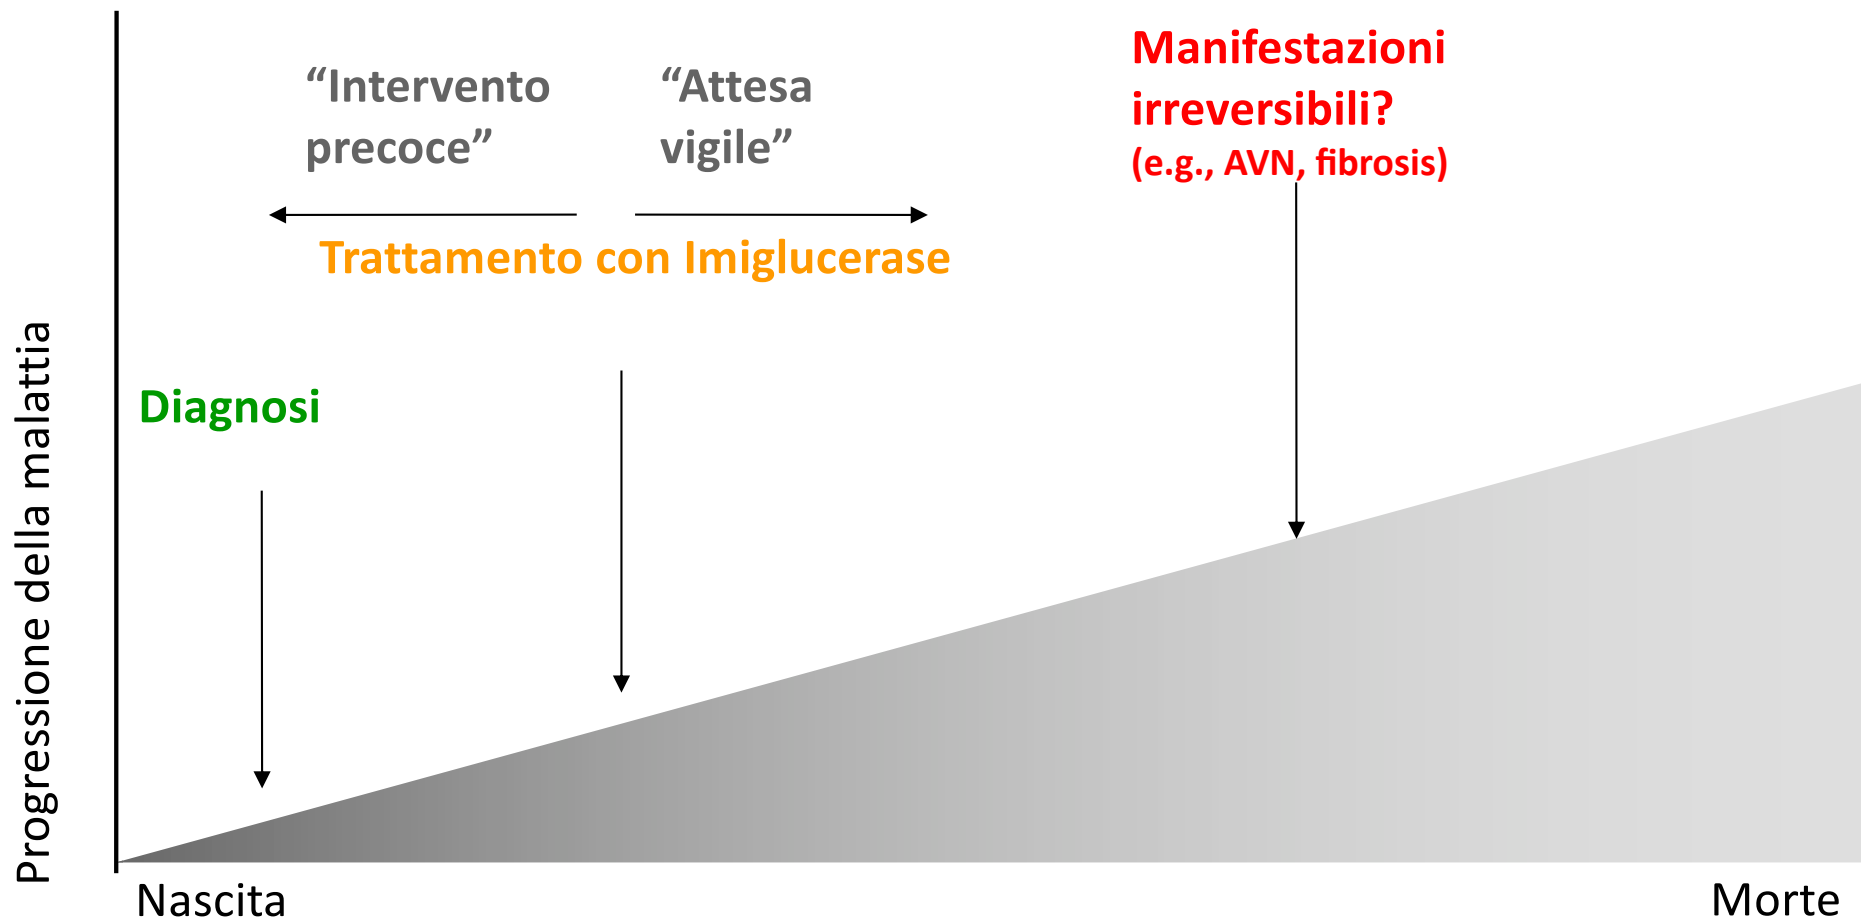 “Intervento
precoce”
“Attesa
vigile”
Manifestazioni
irreversibili?
(e.g., AVN, fibrosis)
Trattamento con Imiglucerase
Diagnosi
Progressione della malattia
Nascita
Morte